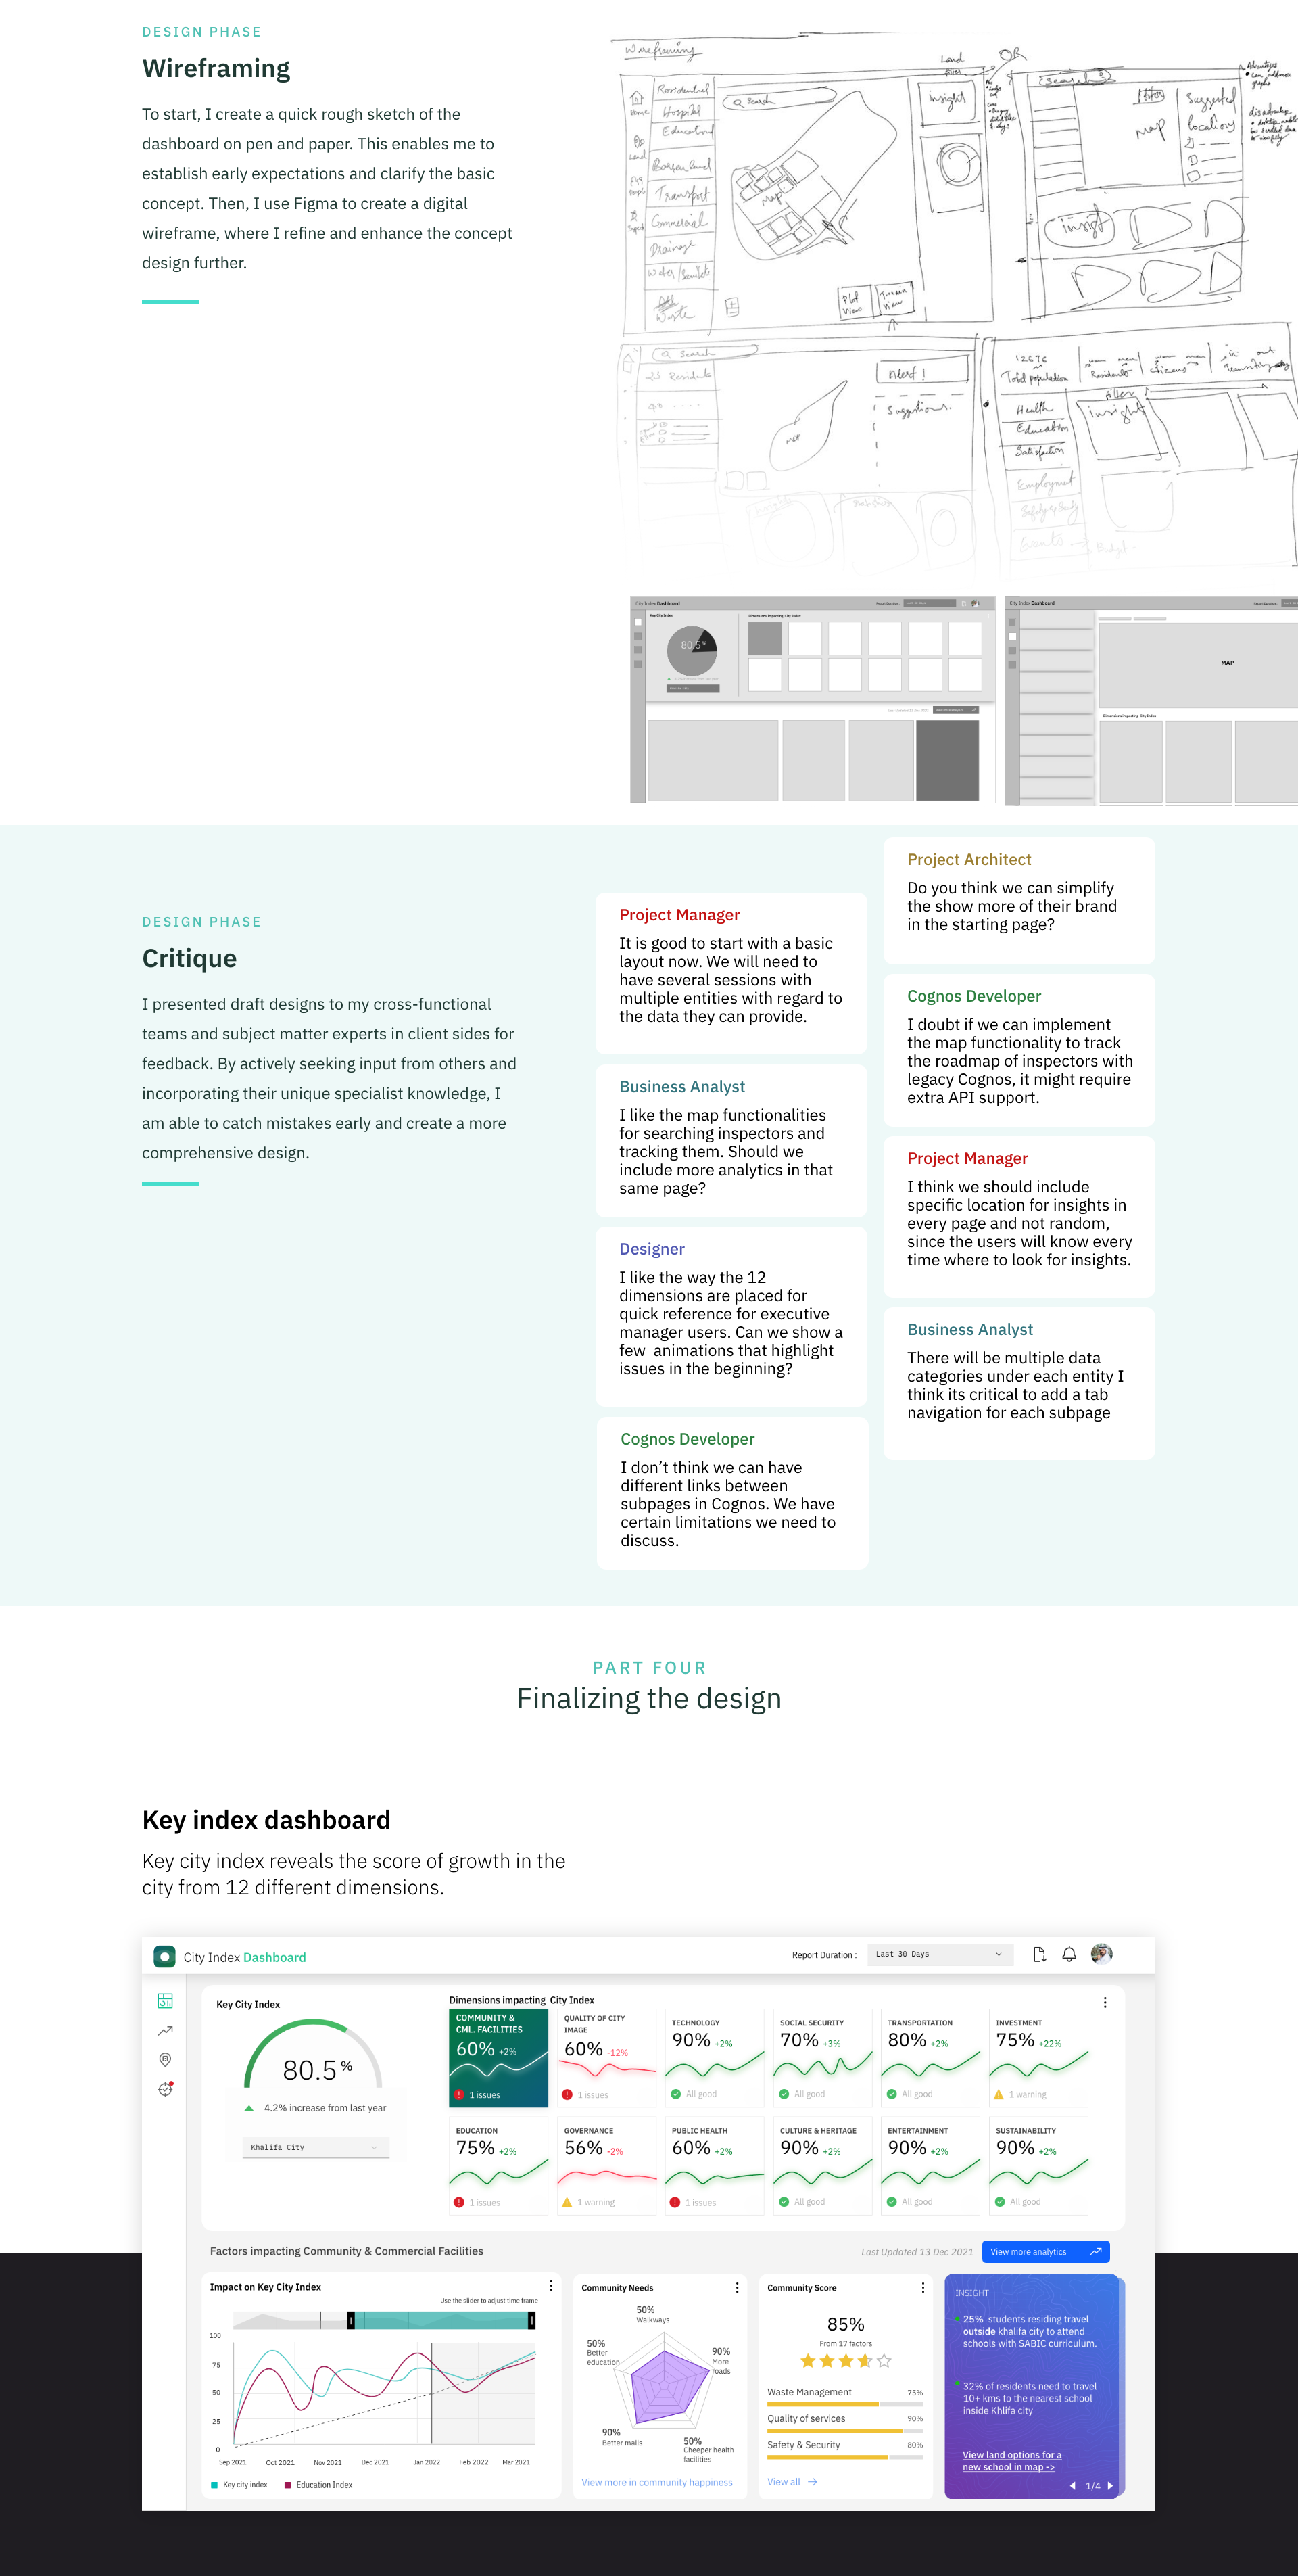 DESIGN PHASE
Wireframing
To start, I create a quick rough sketch of the
dashboard on pen and paper. This enables me to
establish early expectations and clarify the basic
concept. Then, I use Figma to create a digital
wireframe, where I refine and enhance the concept
design further.
Wireframing
Home
Residential
Hospital
Search
Map
insight
OR
Search
Map
Suggested
locations
insight
Transport
Commercial
Drainage
Waste
Plot
view
Search
Alert!
Suggestions.
12676
Total population
Residents
citizens
in out
Health
Education
Satisfaction
Employment
insight
City Index Dashboard
Key City Index
80.5%
Dimensions Impacting City Index
City Index Dashboard
MAP
Dimensions Impacting City Index
DESIGN PHASE
Critique
I presented draft designs to my cross-functional
teams and subject matter experts in client sides for
feedback. By actively seeking input from others and
incorporating their unique specialist knowledge, I
am able to catch mistakes early and create a more
comprehensive design.
Project Manager
It is good to start with a basic
layout now. We will need to
have several sessions with
multiple entities with regard to
the data they can provide.
Business Analyst
I like the map functionalities
for searching inspectors and
tracking them. Should we
include more analytics in that
same page?
Designer
I like the way the 12
dimensions are placed for
quick reference for executive
manager users. Can we show a
few animations that highlight
issues in the beginning?
Cognos Developer
I don't think we can have
different links between
subpages in Cognos. We have
certain limitations we need to
discuss.
Project Architect
Do you think we can simplify
the show more of their brand
in the starting page?
Cognos Developer
I doubt if we can implement
the map functionality to track
the roadmap of inspectors with
legacy Cognos, it might require
extra API support.
Project Manager
I think we should include
specific location for insights in
every page and not random,
since the users will know every
time where to look for insights.
Business Analyst
There will be multiple data
categories under each entity I
think its critical to add a tab
navigation for each subpage
PART FOUR
Finalizing the design
Key index dashboard
Key city index reveals the score of growth in the
city from 12 different dimensions.
City Index Dashboard
Report Duration :
Last 30 Days
Key City Index
80.5 %
4.2% increase from last year
Khalifa City
Dimensions impacting City Index
COMMUNITY &
CML. FACILITIES
60% +2%
1 issues
QUALITY OF CITY
IMAGE
60% -12%
1 issues
TECHNOLOGY
90% +2%
All good
SOCIAL SECURITY
70% +3%
All good
TRANSPORTATION
80% +2%
All good
INVESTMENT
75% +22%
1 warning
EDUCATION
75% +2%
1 issues
GOVERNANCE
56% -2%
1 warning
PUBLIC HEALTH
60% +2%
1 issues
CULTURE & HERITAGE
90% +2%
All good
ENTERTAINMENT
90% +2%
All good
SUSTAINABILITY
90% +2%
All good
Factors impacting Community & Commercial Facilities
Last Updated 13 Dec 2021
View more analytics
Impact on Key City Index
Use the slider to adjust time frame
100
75
50
25
0
Sep 2021 Oct 2021 Nov 2021 Dec 2021 Jan 2022 Feb 2022 Mar 2021
Key city index
Education Index
Community Needs
50%
Walkways
50%
Better
education
90%
More
roads
90%
Better malls
50%
Cheeper health
facilities
View more in community happiness
Community Score
85%
From 17 factors
Waste Management 75%
Quality of services 90%
Safety & Security 80%
View all
INSIGHT
25% students residing travel
outside khalifa city to attend
schools with SABIC curriculum.
32% of residents need to travel
10+ kms to the nearest school
inside Khlifa city
View land options for a
new school in map ->
1/4